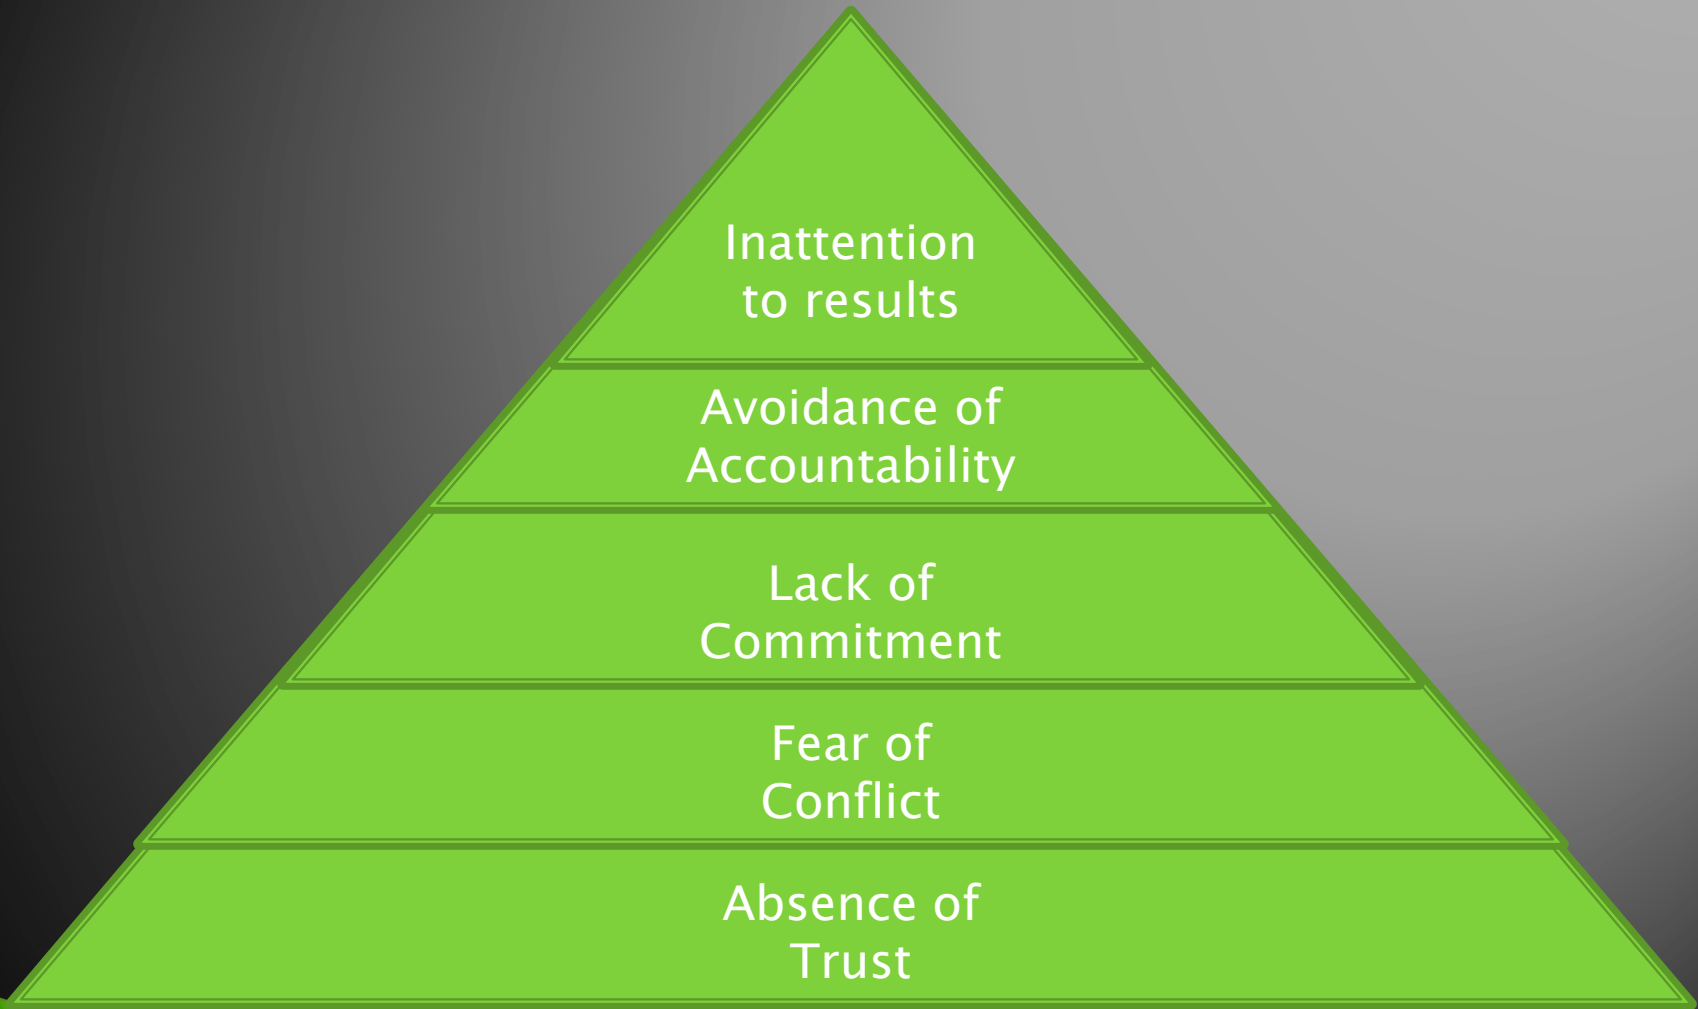 Inattention
to results
Avoidance of
Accountability
Lack of
Commitment
Fear of
Conflict
Absence of
Trust